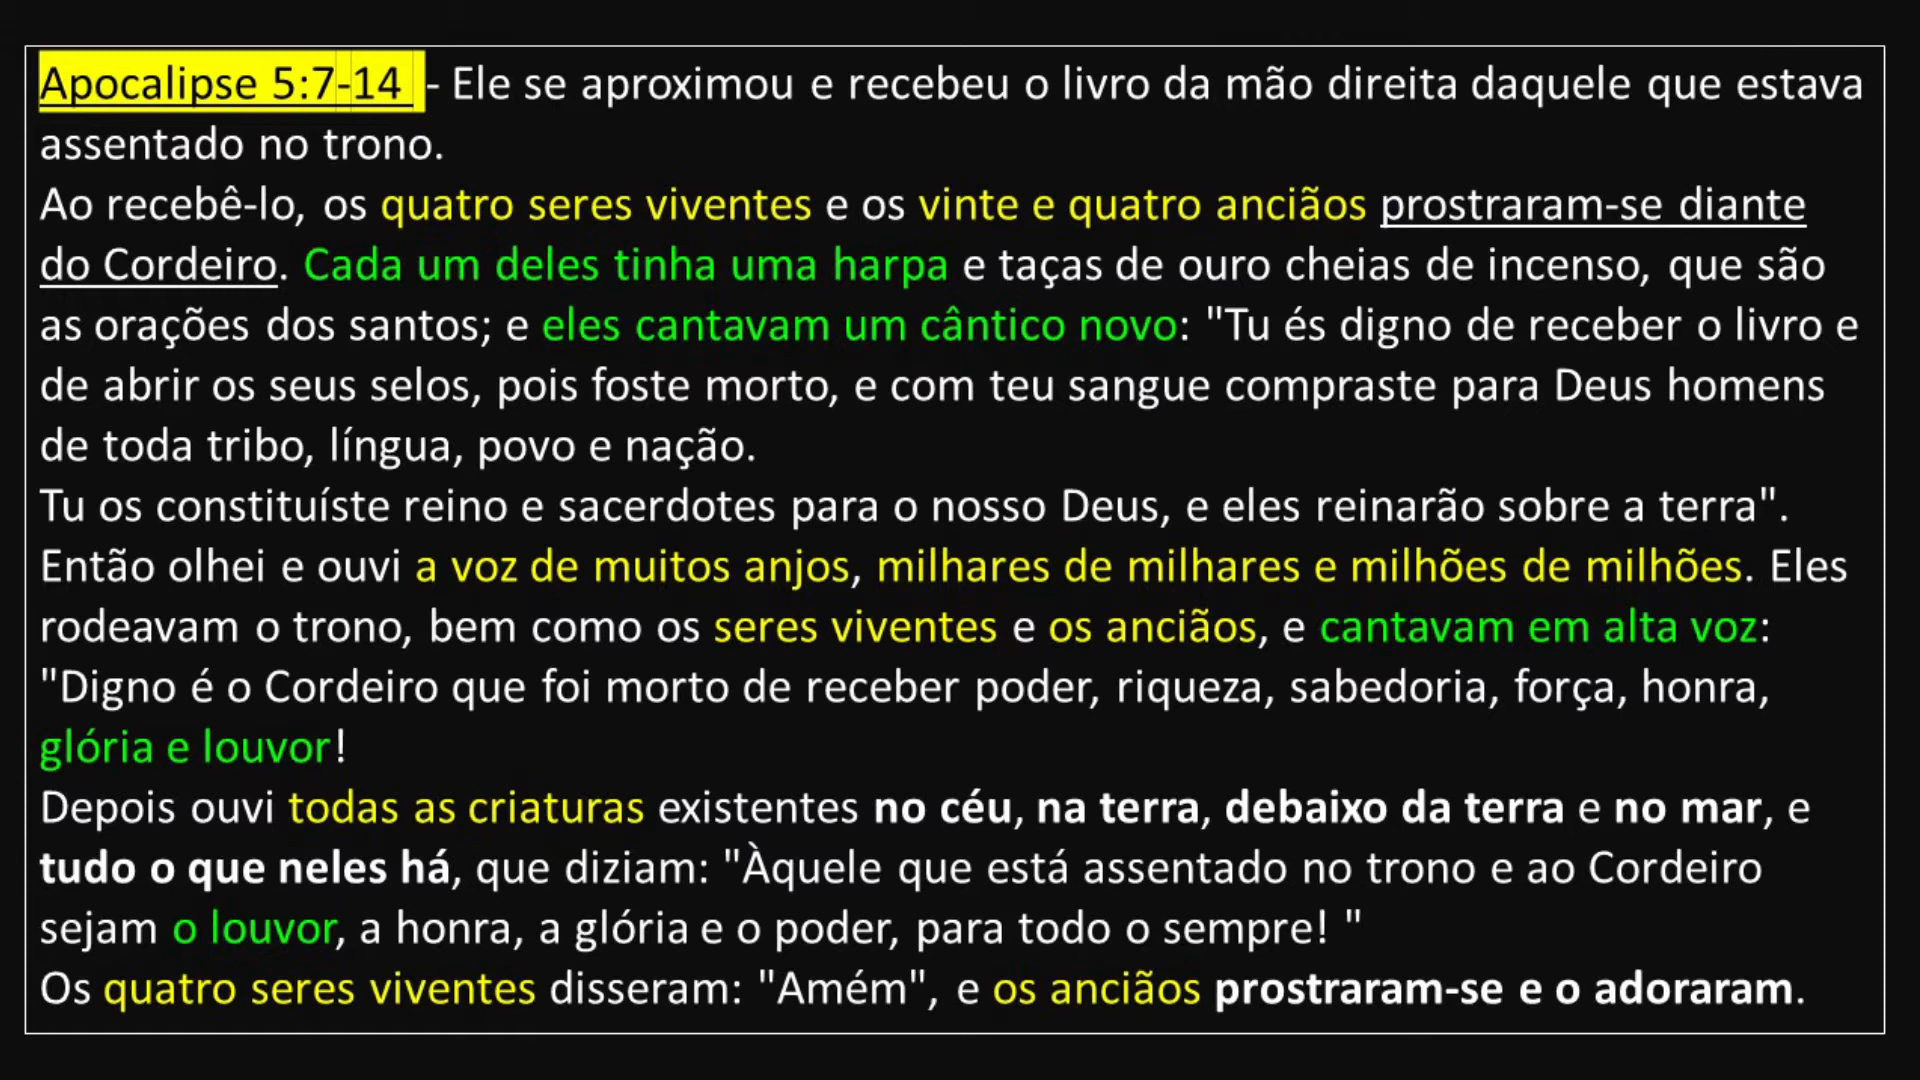 Apocalipse 5:7-14 - Ele se aproximou e recebeu o livro da mão direita daquele que estava
assentado no trono.
Ao recebê-lo, os quatro seres viventes e os vinte e quatro anciãos prostraram-se diante
do Cordeiro. Cada um deles tinha uma harpa e taças de ouro cheias de incenso, que são
as orações dos santos; e eles cantavam um cântico novo: "Tu és digno de receber o livro e
de abrir os seus selos, pois foste morto, e com teu sangue compraste para Deus homens
de toda tribo, língua, povo e nação.
Tu os constituíste reino e sacerdotes para o nosso Deus, e eles reinarão sobre a terra".
Então olhei e ouvi a voz de muitos anjos, milhares de milhares e milhões de milhões. Eles
rodeavam o trono, bem como os seres viventes e os anciãos, e cantavam em alta voz:
"Digno é o Cordeiro que foi morto de receber poder, riqueza, sabedoria, força, honra,
glória e louvor!
Depois ouvi todas as criaturas existentes no céu, na terra, debaixo da terra e no mar, e
tudo o que neles há, que diziam: "Àquele que está assentado no trono e ao Cordeiro
sejam o louvor, a honra, a glória e o poder, para todo o sempre! "
Os quatro seres viventes disseram: "Amém", e os anciãos prostraram-se e o adoraram.